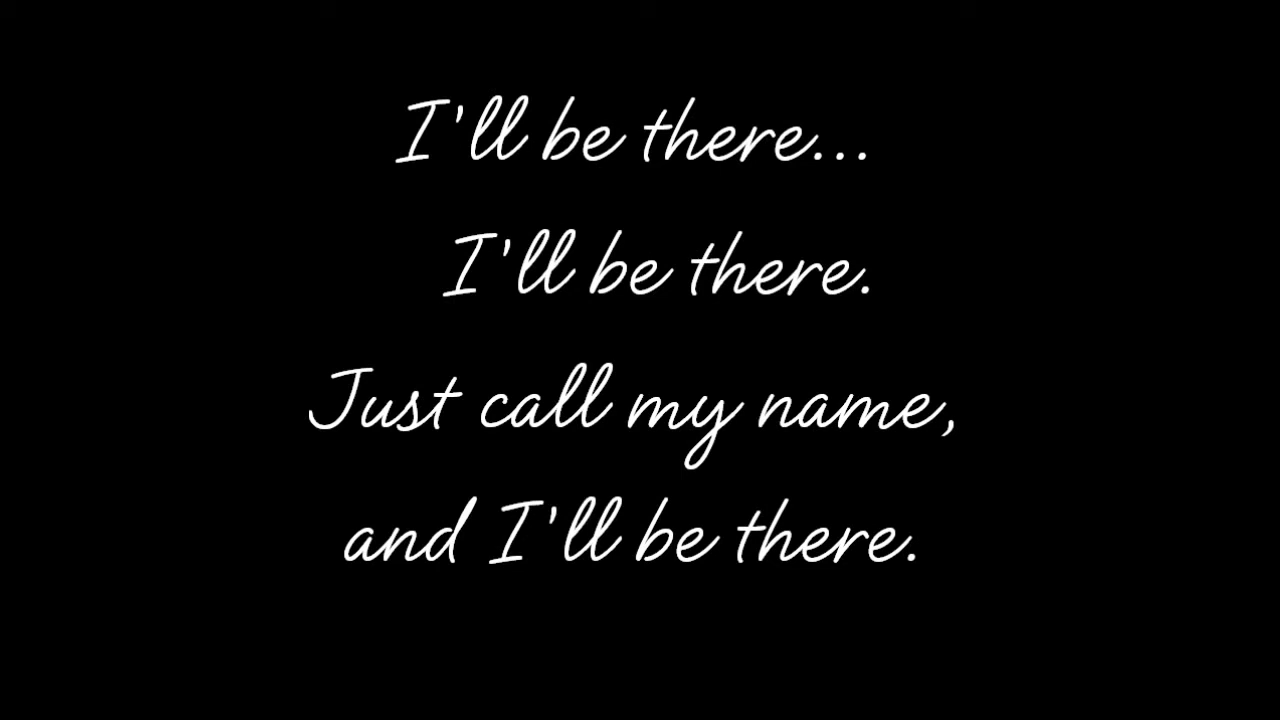 I'll be there...
I'll be there.
Just call my name,
and I'll be there.